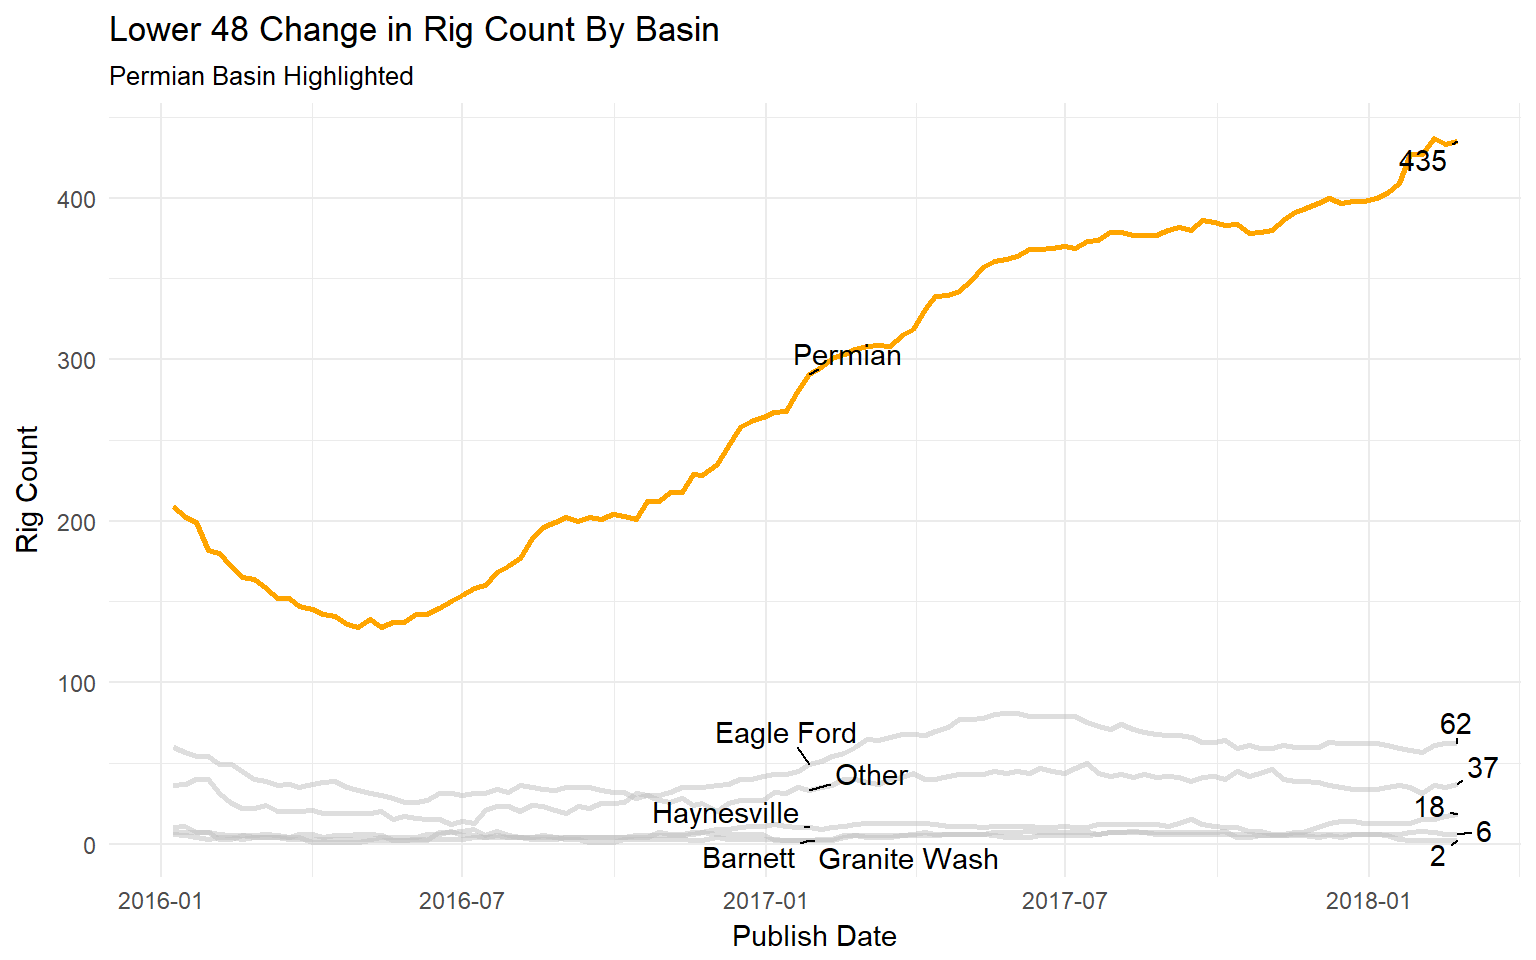 Lower 48 Change in Rig Count By Basin
Permian Basin Highlighted
Rig Count
400
300
200
100
0
435
Permian
Eagle Ford
Other
Haynesville
Barnett
Granite Wash
62
37
18
6
2
2016-01
2016-07
2017-01
2017-07
2018-01
Publish Date